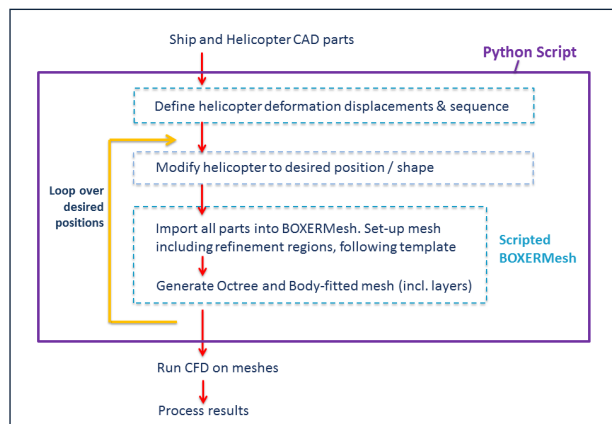 Ship and Helicopter CAD parts
Python Script
Define helicopter deformation displacements & sequence
Modify helicopter to desired position / shape
Loop over
desired
positions
Import all parts into BOXERMesh. Set-up mesh
including refinement regions, following template
Scripted
BOXERMesh
Generate Octree and Body-fitted mesh (incl. layers)
Run CFD on meshes
Process results